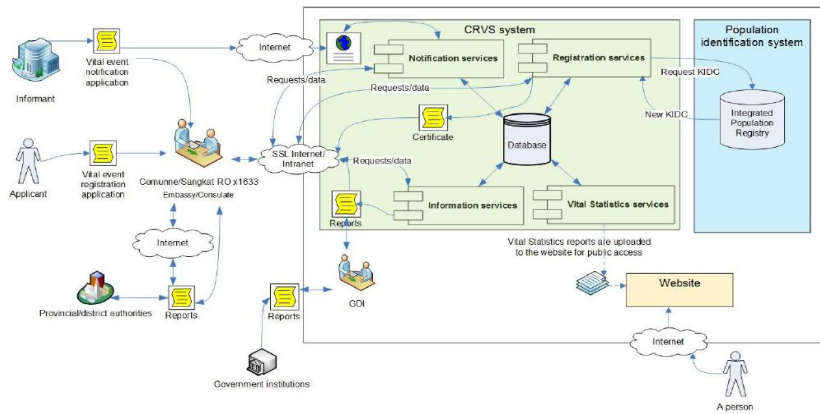 CRVS system
Population
identification system
Internet
Notification services
Registration services
Request KIDC
Vital event
notification
application
Informant
Requests/data
Requests/data
New KIDC
Integrated
Population
Registry
Certificate
Database
SSL Internet/
Intranet
Vital event
registration
application
Applicant
Comunne/Sangkat RO x1633
Embassy/Consulate
Requests/data
Information services
Vital Statistics services
Reports
Internet
Vital Statistics reports are uploaded
to the website for public access
Website
GDI
Provincial/district authorities
Reports
Reports
Internet
Government institutions
A person